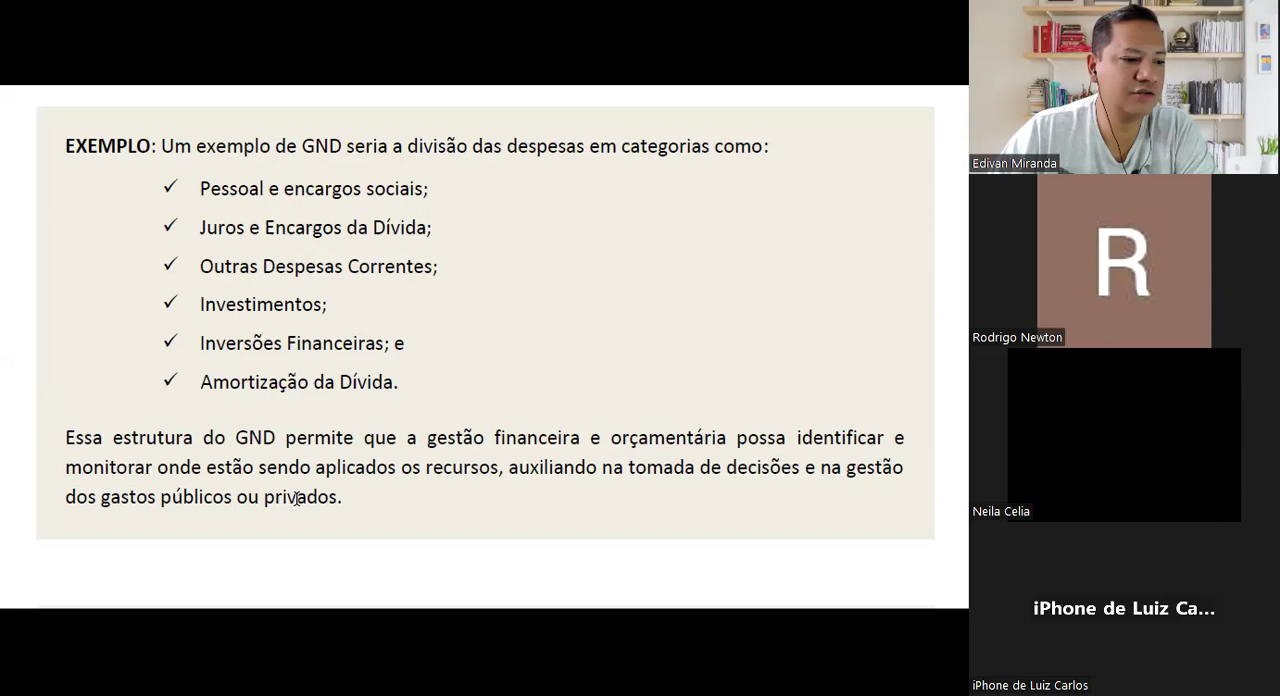 EXEMPLO: Um exemplo de GND seria a divisão das despesas em categorias como:
✓ Pessoal e encargos sociais;
✓ Juros e Encargos da Dívida;
✓ Outras Despesas Correntes;
✓ Investimentos;
✓ Inversões Financeiras; e
✓ Amortização da Dívida.
Essa estrutura do GND permite que a gestão financeira e orçamentária possa identificar e
monitorar onde estão sendo aplicados os recursos, auxiliando na tomada de decisões e na gestão
dos gastos públicos ou privados.
Edivan Miranda
R
Rodrigo Newton
Neila Celia
iPhone de Luiz Ca...
iPhone de Luiz Carlos